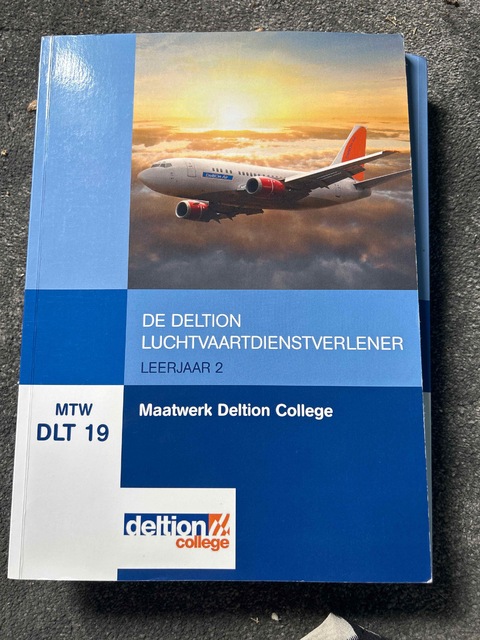 DE DELTION
LUCHTVAARTDIENSTVERLENER
LEERJAAR 2
MTW
DLT 19
Maatwerk Deltion College
deltion
college